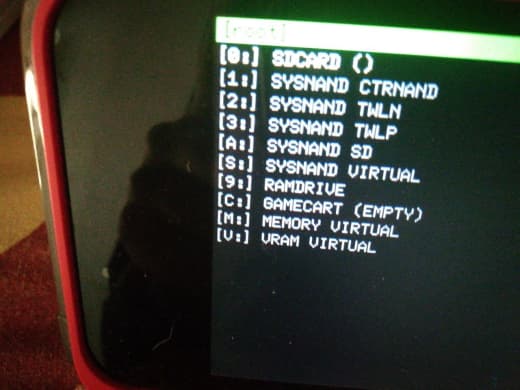 [root]
[0:] SDCARD ()
[1:] SYSNAND CTRNAND
[2:] SYSNAND TWLN
[3:] SYSNAND TWLP
[A:] SYSNAND SD
[S:] SYSNAND VIRTUAL
[9:] RAMDRIVE
[C:] GAMECART (EMPTY)
[M:] MEMORY VIRTUAL
[V:] VRAM VIRTUAL